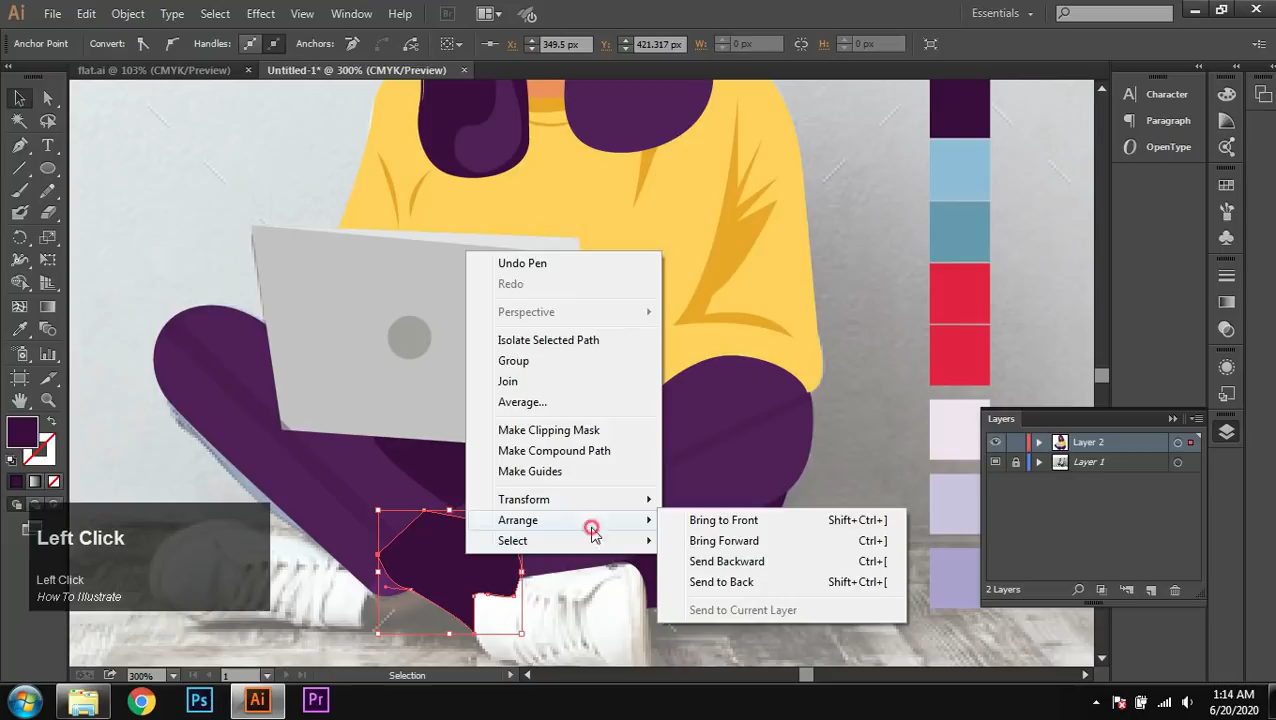 Ai File Edit Object Type Select Effect View Window Help Br Essentials
Anchor Point Convert: Handles: Anchors: X: 349.5 px Y: 421.317 px W: 0 px H: 0 px
flat.ai @ 103% (CMYK/Preview) × Untitled-1* @ 300% (CMYK/Preview) ×
Character
Paragraph
OpenType
Undo Pen
Redo
Perspective
Isolate Selected Path
Group
Join
Average...
Make Clipping Mask
Make Compound Path
Make Guides
Transform
Arrange
Select
Bring to Front Shift+Ctrl+]
Bring Forward Ctrl+]
Send Backward Ctrl+[
Send to Back Shift+Ctrl+[
Send to Current Layer
Layers
Layer 2
Layer 1
2 Layers
Left Click
Left Click
How To Illustrate
300% 1 Selection
Ps Ai Pr
1:14 AM
6/20/2020